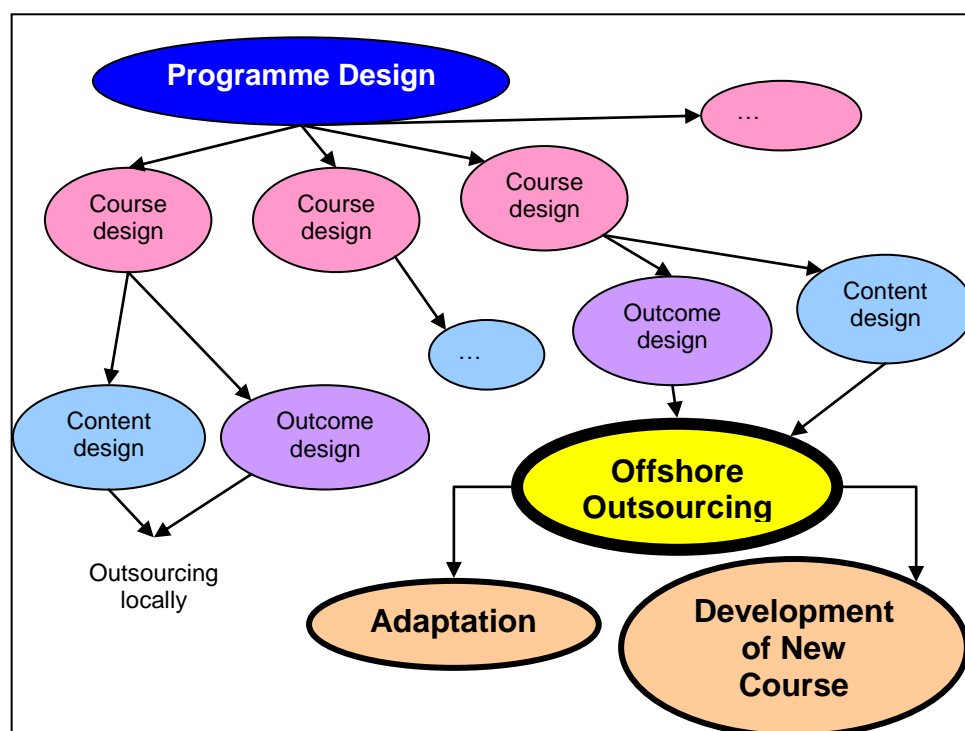 Programme Design
…
Course
design
Course
design
Course
design
Outcome
design
Content
design
…
Content
design
Outcome
design
Offshore
Outsourcing
Outsourcing
locally
Adaptation
Development
of New
Course